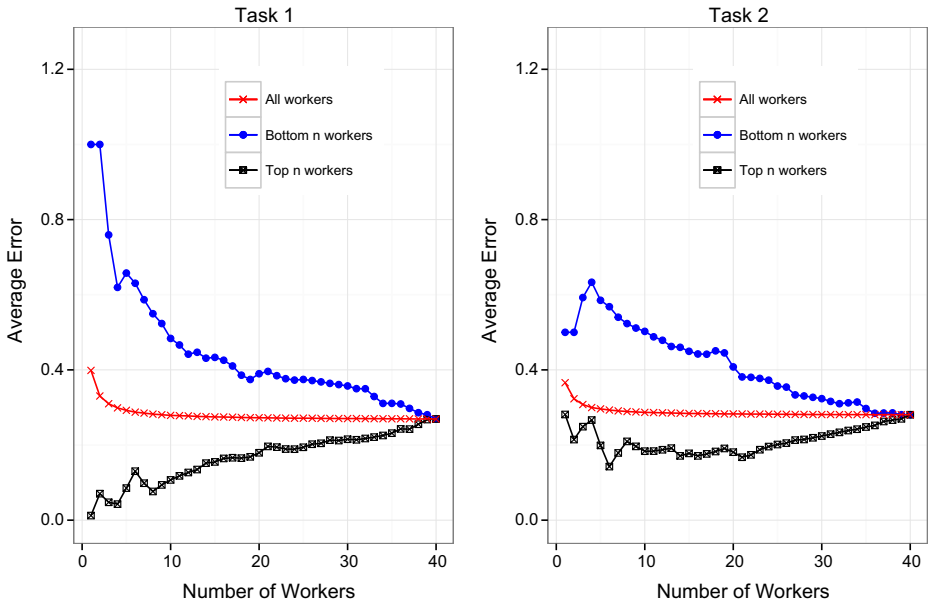 Task 1
Task 2
1.2
0.8
0.4
0.0
Average Error
All workers
Bottom n workers
Top n workers
0
10
20
30
40
Number of Workers
1.2
0.8
0.4
0.0
Average Error
All workers
Bottom n workers
Top n workers
0
10
20
30
40
Number of Workers